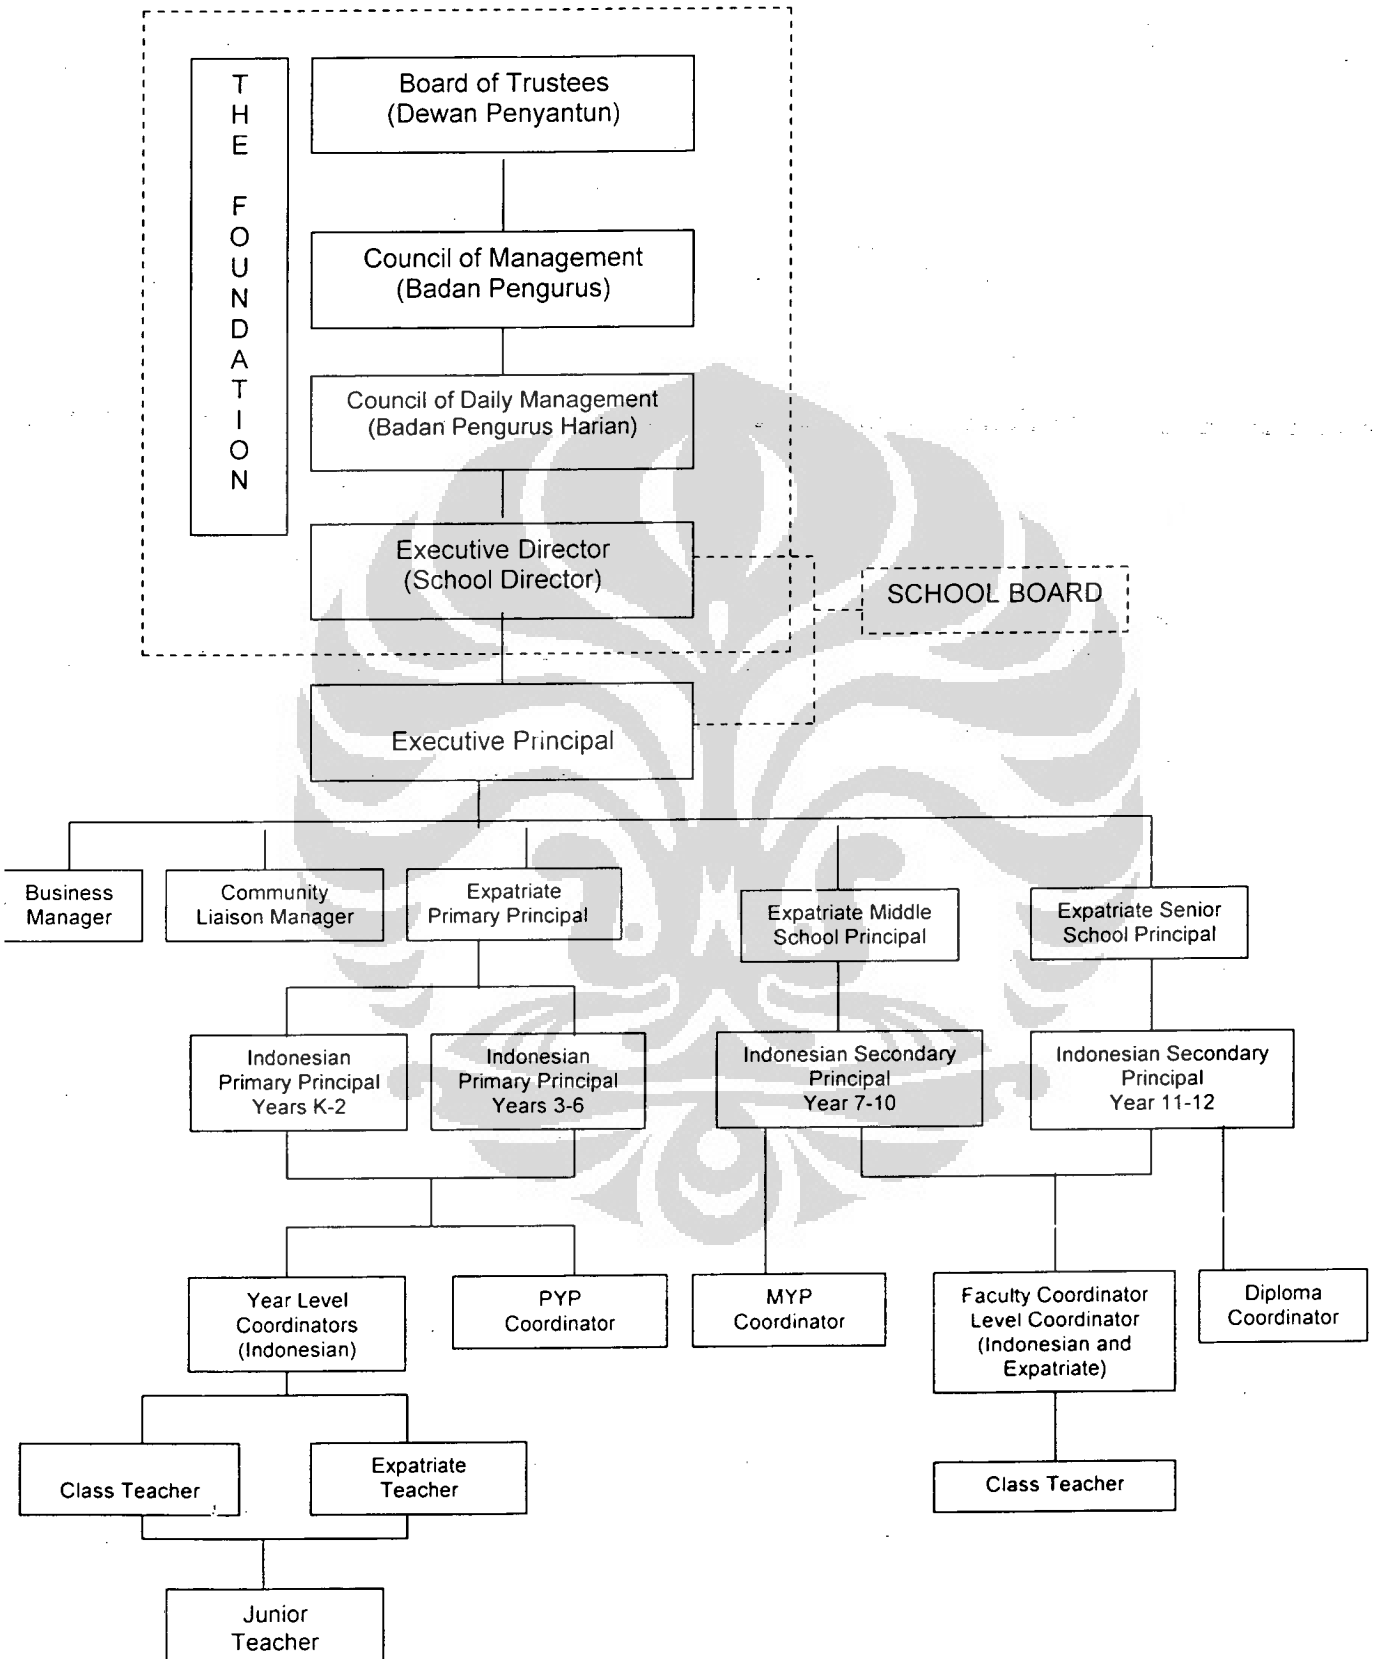 THE FOUNDATION
Board of Trustees
(Dewan Penyantun)
Council of Management
(Badan Pengurus)
Council of Daily Management
(Badan Pengurus Harian)
Executive Director
(School Director)
SCHOOL BOARD
Executive Principal
Business
Manager
Community
Liaison Manager
Expatriate
Primary Principal
Expatriate Middle
School Principal
Expatriate Senior
School Principal
Indonesian
Primary Principal
Years K-2
Indonesian
Primary Principal
Years 3-6
Indonesian Secondary
Principal
Year 7-10
Indonesian Secondary
Principal
Year 11-12
Year Level
Coordinators
(Indonesian)
PYP
Coordinator
MYP
Coordinator
Faculty Coordinator
Level Coordinator
(Indonesian and
Expatriate)
Diploma
Coordinator
Class Teacher
Expatriate
Teacher
Class Teacher
Junior
Teacher